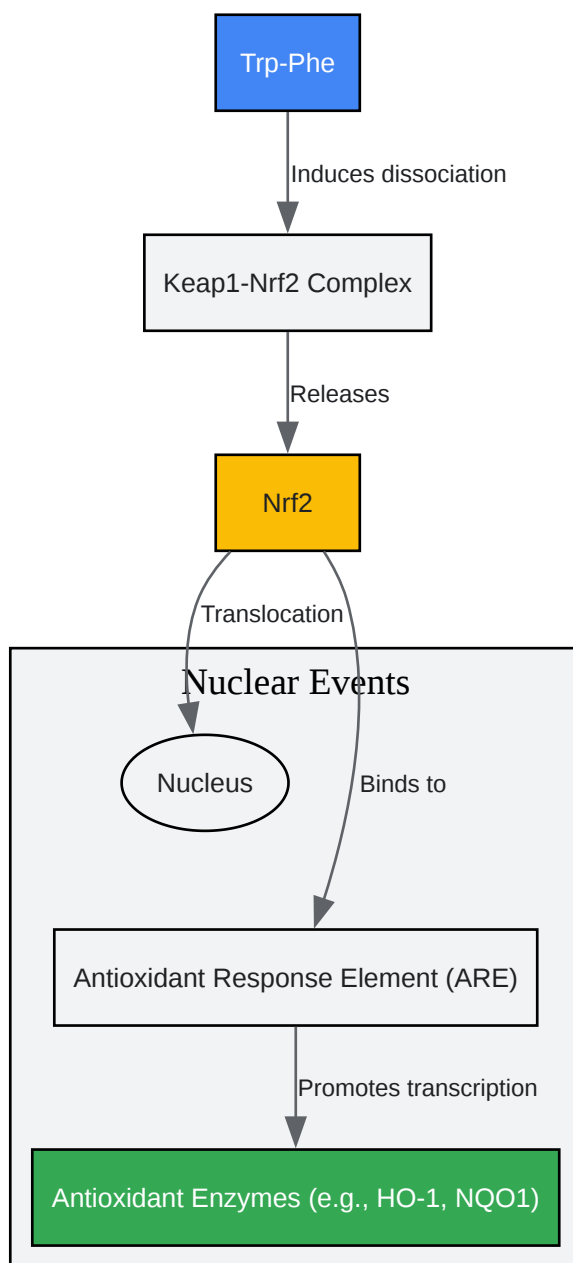 Trp-Phe
Induces dissociation
Keap1-Nrf2 Complex
Releases
Nrf2
Translocation
Nuclear Events
Nucleus
Binds to
Antioxidant Response Element (ARE)
Promotes transcription
Antioxidant Enzymes (e.g., HO-1, NQO1)